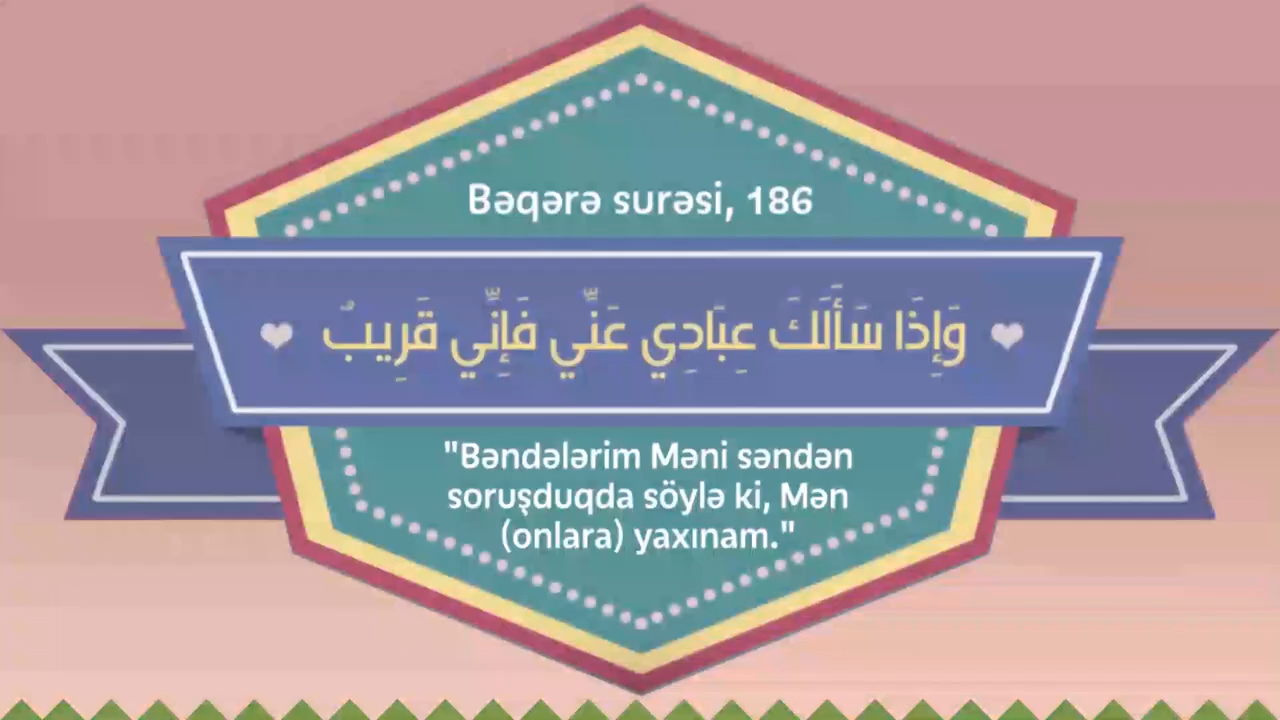 Bəqərə surəsi, 186
وَإِذَا سَأَلَكَ عِبَادِي عَنِّي فَإِنِّي قَرِيبٌ
"Bəndələrim Məni səndən
soruşduqda söylə ki, Mən
(onlara) yaxınam."